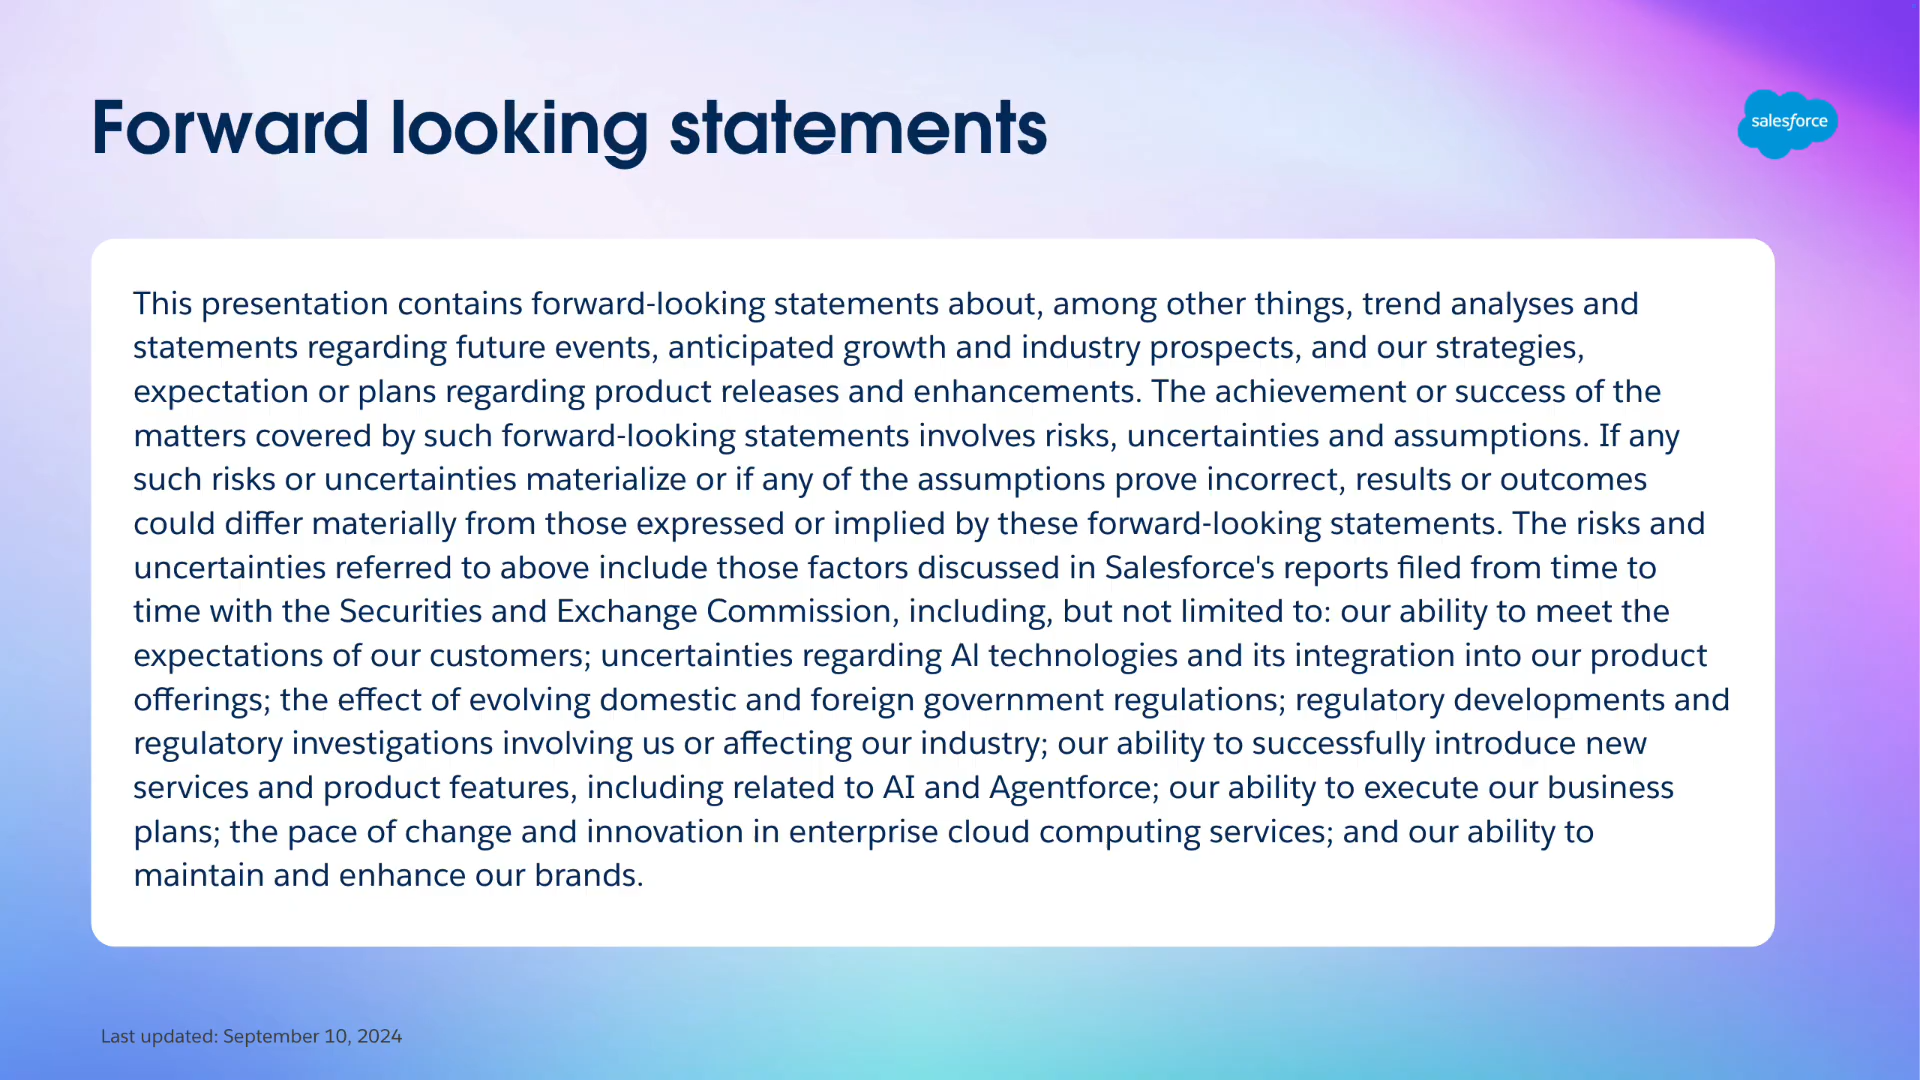 Forward looking statements
salesforce
This presentation contains forward-looking statements about, among other things, trend analyses and
statements regarding future events, anticipated growth and industry prospects, and our strategies,
expectation or plans regarding product releases and enhancements. The achievement or success of the
matters covered by such forward-looking statements involves risks, uncertainties and assumptions. If any
such risks or uncertainties materialize or if any of the assumptions prove incorrect, results or outcomes
could differ materially from those expressed or implied by these forward-looking statements. The risks and
uncertainties referred to above include those factors discussed in Salesforce's reports filed from time to
time with the Securities and Exchange Commission, including, but not limited to: our ability to meet the
expectations of our customers; uncertainties regarding AI technologies and its integration into our product
offerings; the effect of evolving domestic and foreign government regulations; regulatory developments and
regulatory investigations involving us or affecting our industry; our ability to successfully introduce new
services and product features, including related to AI and Agentforce; our ability to execute our business
plans; the pace of change and innovation in enterprise cloud computing services; and our ability to
maintain and enhance our brands.
Last updated: September 10, 2024